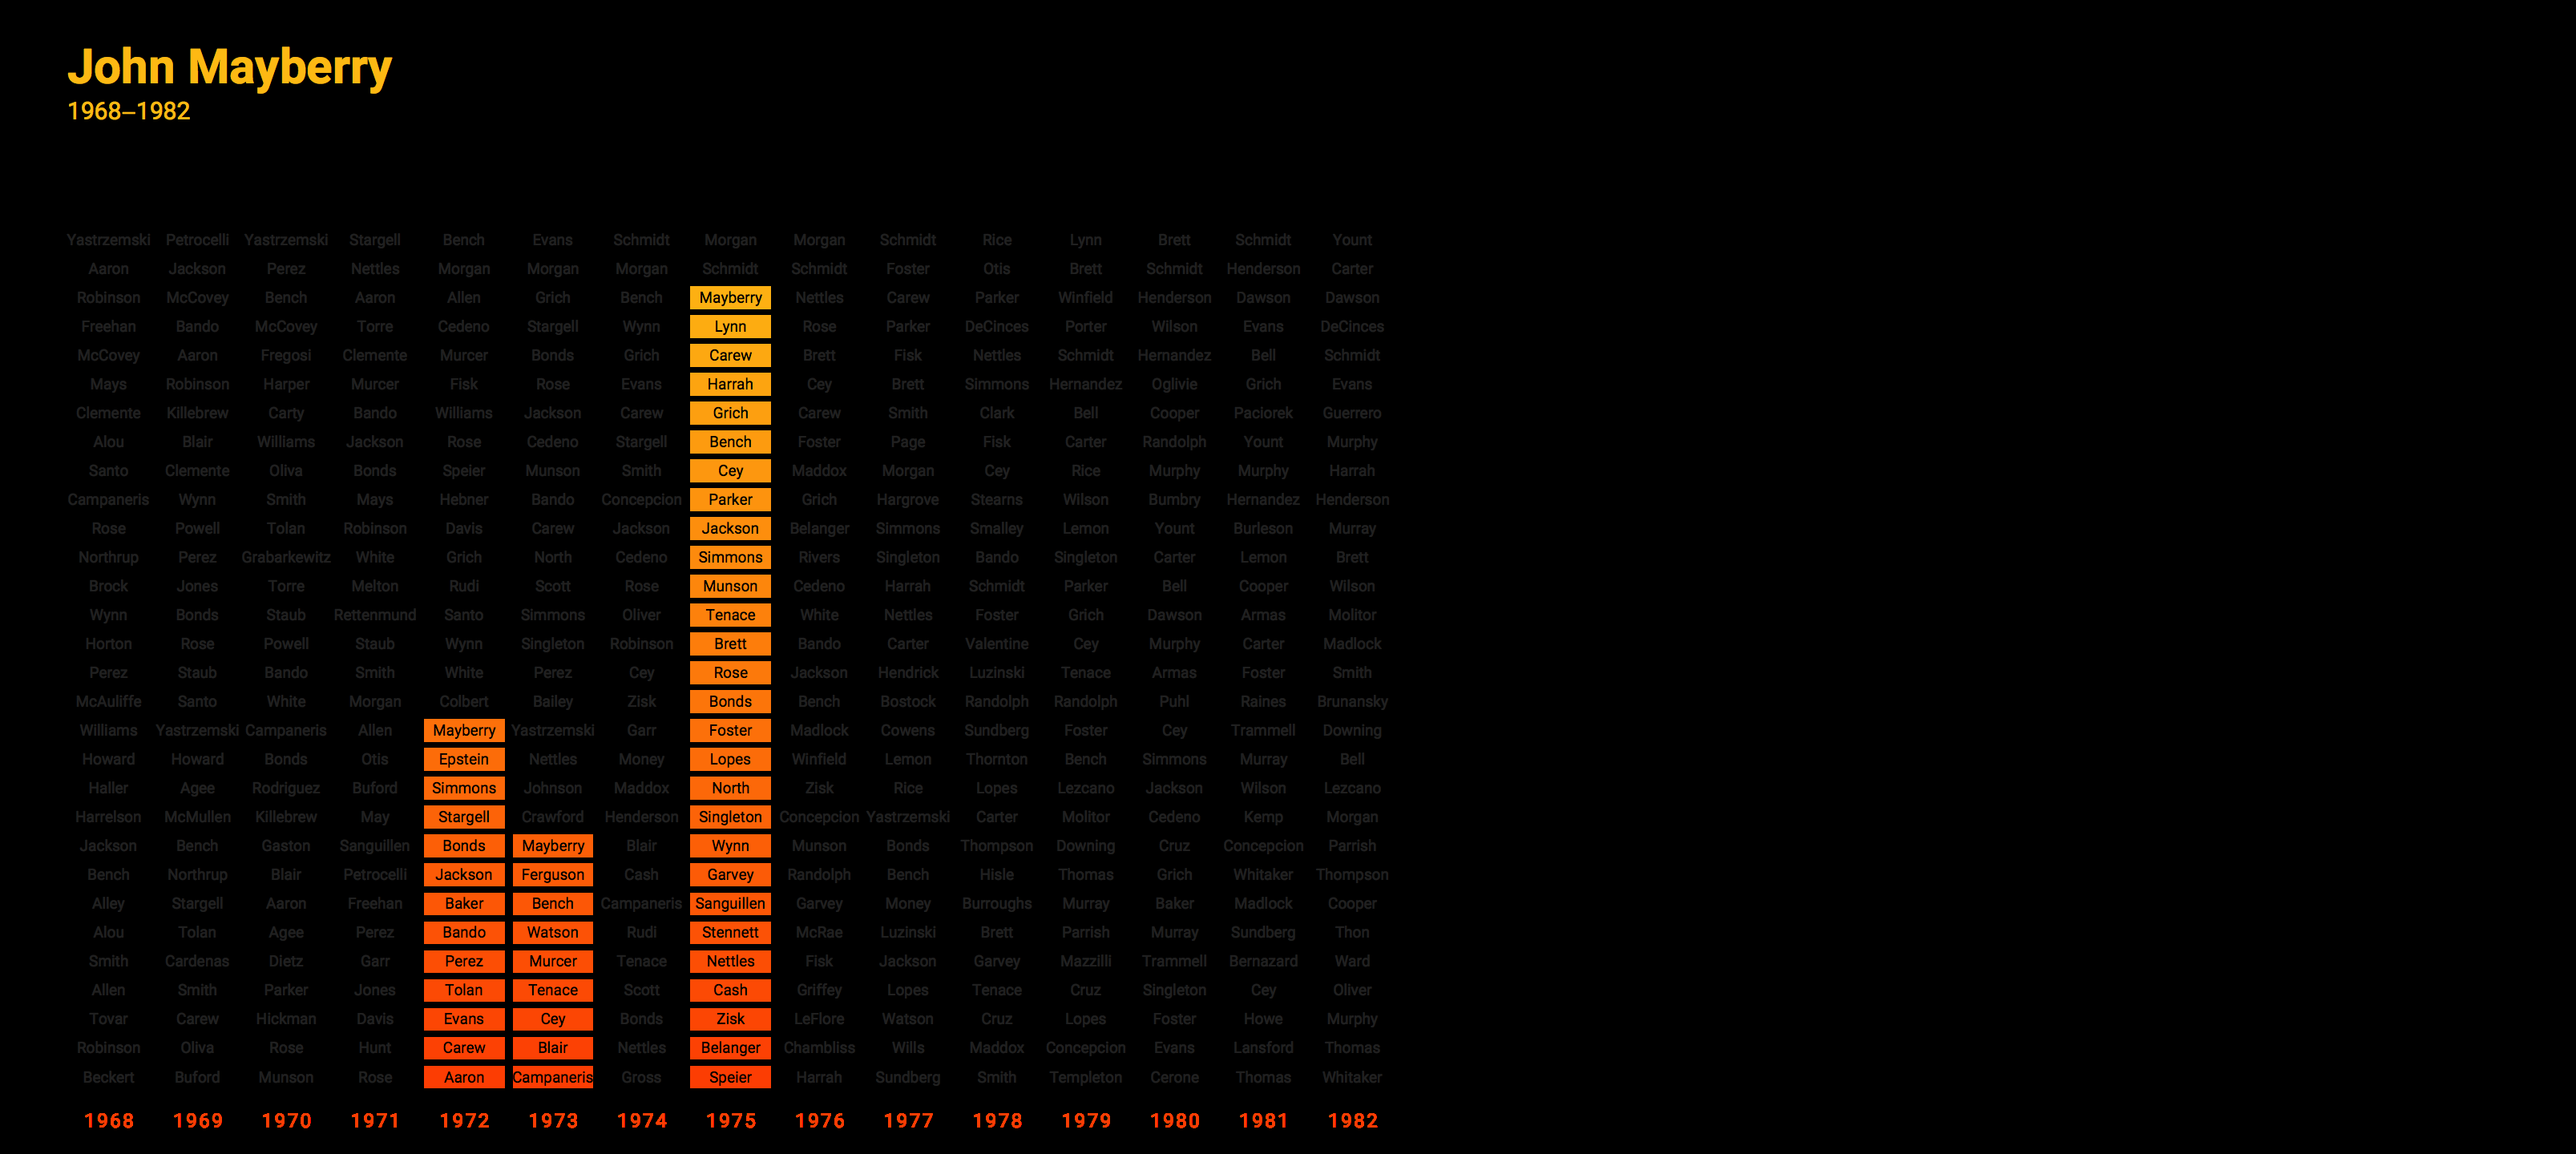 John Mayberry
1968–1982
Yastrzemski Petrocelli Yastrzemski Stargell Bench Evans Schmidt Morgan Morgan Schmidt Rice Lynn Brett Schmidt Yount
Aaron Jackson Perez Nettles Morgan Morgan Morgan Schmidt Schmidt Foster Otis Brett Schmidt Henderson Carter
Robinson McCovey Bench Aaron Allen Grich Bench Mayberry Nettles Carew Parker Winfield Henderson Dawson Dawson
Freehan Bando McCovey Torre Cedeno Stargell Wynn Lynn Rose Parker DeCinces Porter Wilson Evans DeCinces
McCovey Aaron Fregosi Clemente Murcer Bonds Grich Carew Brett Fisk Nettles Schmidt Hernandez Bell Schmidt
Mays Robinson Harper Murcer Fisk Rose Evans Harrah Cey Brett Simmons Hernandez Oglivie Grich Evans
Clemente Killebrew Carty Bando Williams Jackson Carew Grich Carew Smith Clark Bell Cooper Paciorek Guerrero
Alou Blair Williams Jackson Rose Cedeno Stargell Bench Foster Page Fisk Carter Randolph Yount Murphy
Santo Clemente Oliva Bonds Speier Munson Smith Cey Maddox Morgan Cey Rice Murphy Murphy Harrah
Campaneris Wynn Smith Mays Hebner Bando Concepcion Parker Grich Hargrove Stearns Wilson Bumbry Hernandez Henderson
Rose Powell Tolan Robinson Davis Carew Jackson Jackson Belanger Simmons Smalley Lemon Yount Burleson Murray
Northrup Perez Grabarkewitz White Grich North Cedeno Simmons Rivers Singleton Bando Singleton Carter Lemon Brett
Brock Jones Torre Melton Rudi Scott Rose Munson Cedeno Harrah Schmidt Parker Bell Cooper Wilson
Wynn Bonds Staub Rettenmund Santo Simmons Oliver Tenace White Nettles Foster Grich Dawson Armas Molitor
Horton Rose Powell Staub Wynn Singleton Robinson Brett Bando Carter Valentine Cey Murphy Carter Madlock
Perez Staub Bando Smith White Perez Cey Rose Jackson Hendrick Luzinski Tenace Armas Foster Smith
McAuliffe Santo White Morgan Colbert Bailey Zisk Bonds Bench Bostock Randolph Randolph Puhl Raines Brunansky
Williams Yastrzemski Campaneris Allen Mayberry Yastrzemski Garr Foster Madlock Cowens Sundberg Foster Cey Trammell Downing
Howard Howard Bonds Otis Epstein Nettles Money Lopes Winfield Lemon Thornton Bench Simmons Murray Bell
Haller Agee Rodriguez Buford Simmons Johnson Maddox North Zisk Rice Lopes Lezcano Jackson Wilson Lezcano
Harrelson McMullen Killebrew May Stargell Crawford Henderson Singleton Concepcion Yastrzemski Carter Molitor Cedeno Kemp Morgan
Jackson Bench Gaston Sanguillen Bonds Mayberry Blair Wynn Munson Bonds Thompson Downing Cruz Concepcion Parrish
Bench Northrup Blair Petrocelli Jackson Ferguson Cash Garvey Randolph Bench Hisle Thomas Grich Whitaker Thompson
Alley Stargell Aaron Freehan Baker Bench Campaneris Sanguillen Garvey Money Burroughs Murray Baker Madlock Cooper
Alou Tolan Agee Perez Bando Watson Rudi Stennett McRae Luzinski Brett Parrish Murray Sundberg Thon
Smith Cardenas Dietz Garr Perez Murcer Tenace Nettles Fisk Jackson Garvey Mazzilli Trammell Bernazard Ward
Allen Smith Parker Jones Tolan Tenace Scott Cash Griffey Lopes Tenace Cruz Singleton Cey Oliver
Tovar Carew Hickman Davis Evans Cey Bonds Zisk LeFlore Watson Cruz Lopes Foster Howe Murphy
Robinson Oliva Rose Hunt Carew Blair Nettles Belanger Chambliss Wills Maddox Concepcion Evans Lansford Thomas
Beckert Buford Munson Rose Aaron Campaneris Gross Speier Harrah Sundberg Smith Templeton Cerone Thomas Whitaker
1968 1969 1970 1971 1972 1973 1974 1975 1976 1977 1978 1979 1980 1981 1982